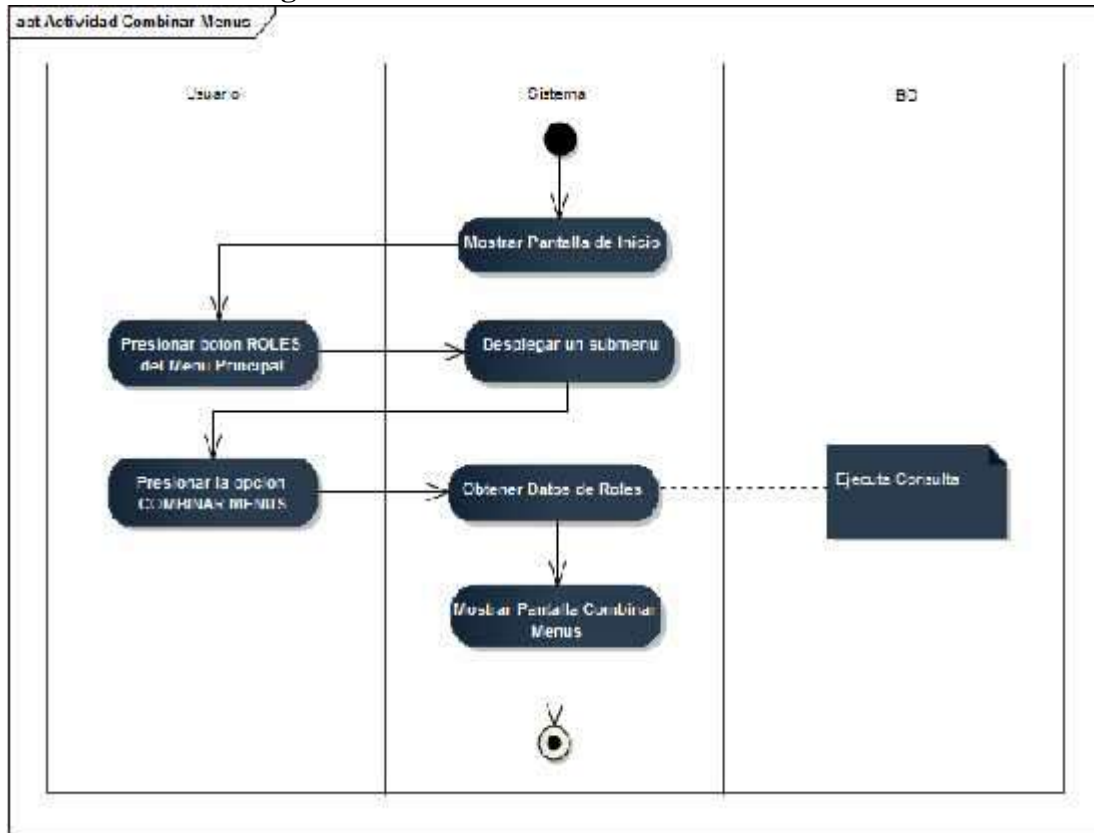 act Actividad Combinar Menus
Usuario
Sistema
BD
Mostrar Pantalla de Inicio
Presionar boton ROLES
del Menu Principal
Desplegar un submenu
Presionar la opcion
COMBINAR MENUS
Obtener Datos de Roles
Ejecuta Consulta
Mostrar Pantalla Combinar
Menus